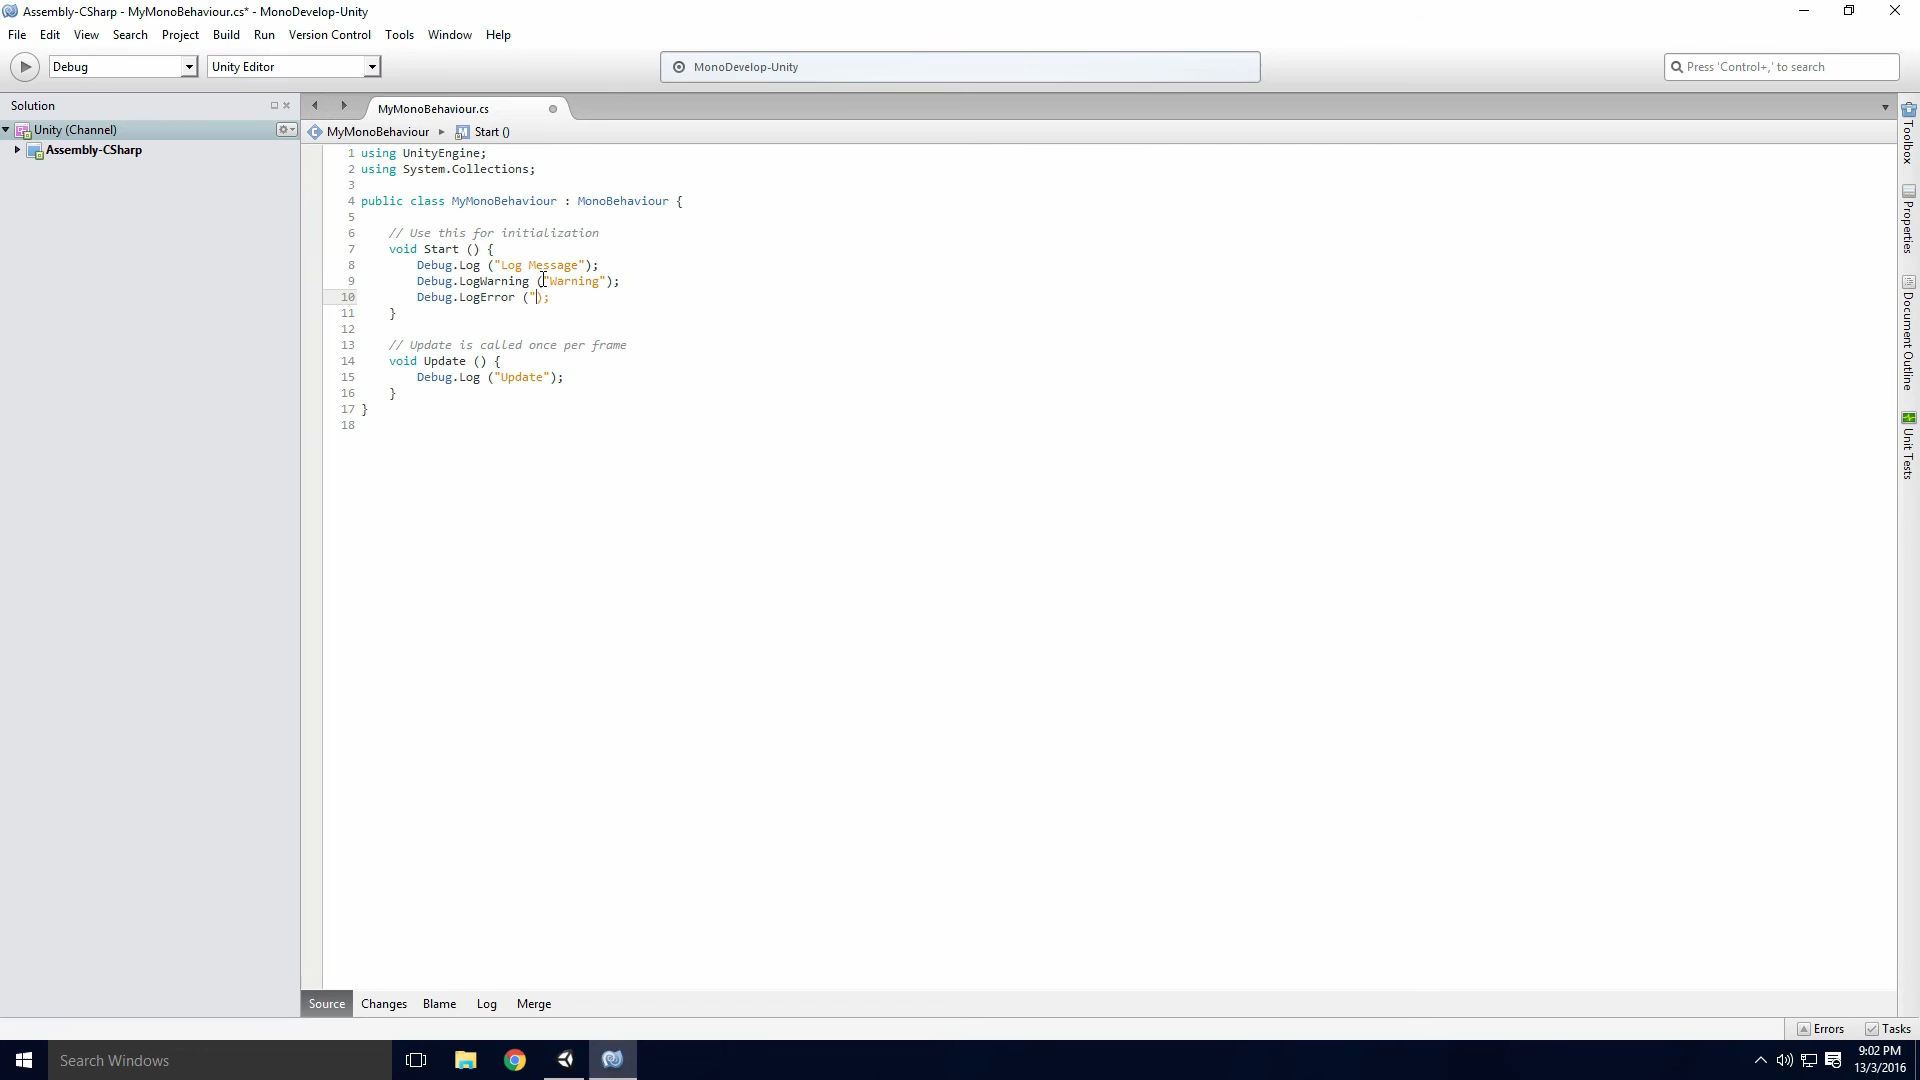 Assembly-CSharp - MyMonoBehaviour.cs* - MonoDevelop-Unity
File Edit View Search Project Build Run Version Control Tools Window Help
Debug Unity Editor MonoDevelop-Unity Press 'Control+,' to search
Solution
Unity (Channel)
Assembly-CSharp
MyMonoBehaviour.cs
MyMonoBehaviour Start ()
1 using UnityEngine;
2 using System.Collections;
3
4 public class MyMonoBehaviour : MonoBehaviour {
5
6 // Use this for initialization
7 void Start () {
8 Debug.Log ("Log Message");
9 Debug.LogWarning ("Warning");
10 Debug.LogError (");
11 }
12
13 // Update is called once per frame
14 void Update () {
15 Debug.Log ("Update");
16 }
17 }
18
Toolbox
Properties
Document Outline
Unit Tests
Source Changes Blame Log Merge
Errors Tasks
Search Windows
9:02 PM
13/3/2016